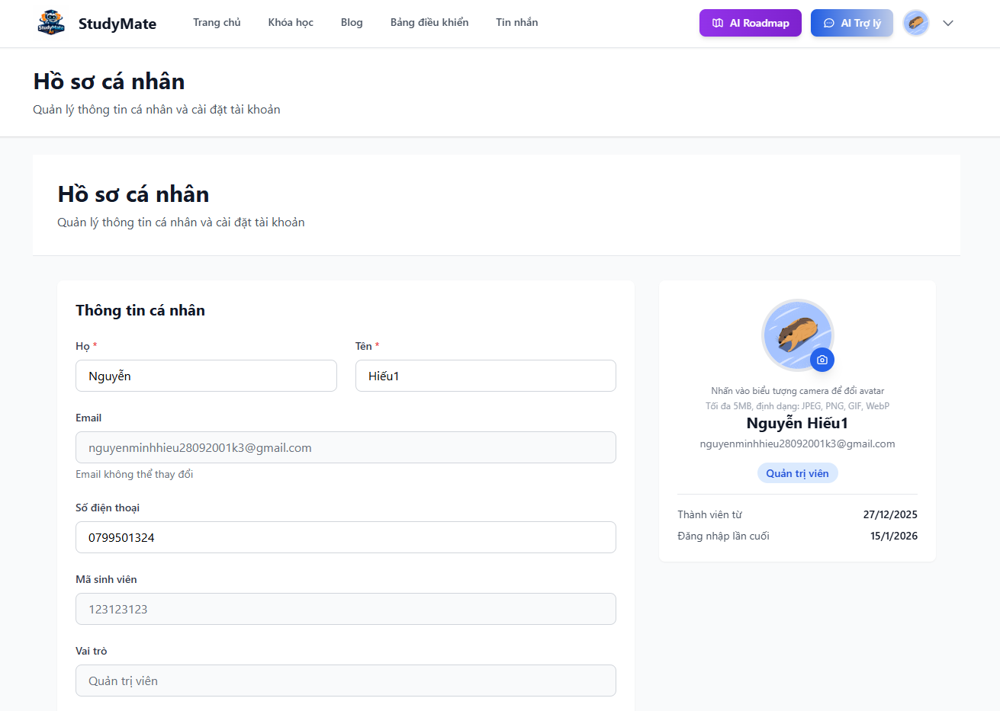 StudyMate
AI
StudyMate
Trang chủ
Khóa học
Blog
Bảng điều khiển
Tin nhắn
AI Roadmap
AI Trợ lý
Hồ sơ cá nhân
Quản lý thông tin cá nhân và cài đặt tài khoản
Hồ sơ cá nhân
Quản lý thông tin cá nhân và cài đặt tài khoản
Thông tin cá nhân
Họ *
Tên *
Nguyễn
Hiếu1
Email
nguyenminhhieu28092001k3@gmail.com
Email không thể thay đổi
Số điện thoại
0799501324
Mã sinh viên
123123123
Vai trò
Quản trị viên
Nhấn vào biểu tượng camera để đổi avatar
Tối đa 5MB, định dạng: JPEG, PNG, GIF, WebP
Nguyễn Hiếu1
nguyenminhhieu28092001k3@gmail.com
Quản trị viên
Thành viên từ 27/12/2025
Đăng nhập lần cuối 15/1/2026